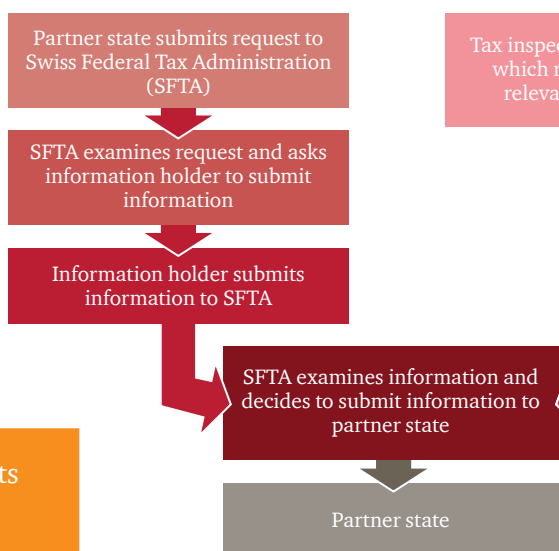 Partner state submits request to
Swiss Federal Tax Administration
(SFTA)
Tax
which
SFTA examines request and asks
information holder to submit
information
Information holder submits
information to SFTA
SFTA examines information and
decides to submit information to
partner state
Partner state